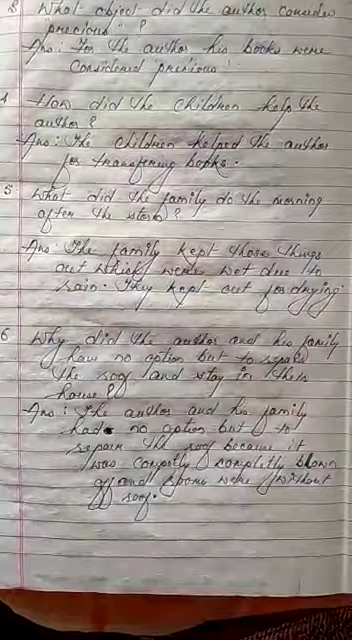 3 What object did the author consider
"precious"?
Ans: For the author his books were
considered precious
4 How did the children help the
author?
Ans: The children helped the author
for transfering books.
5 What did the family do the morning
after the storm?
Ans: The family kept those things
out which were wet due to
rain. They kept out for drying.
6 Why did the author and his family
have no option but to repair
the roof and stay in their
house?
Ans: The author and his family
had no option but to
repair the roof because it
was completly blown
off and rooms were without
roof.